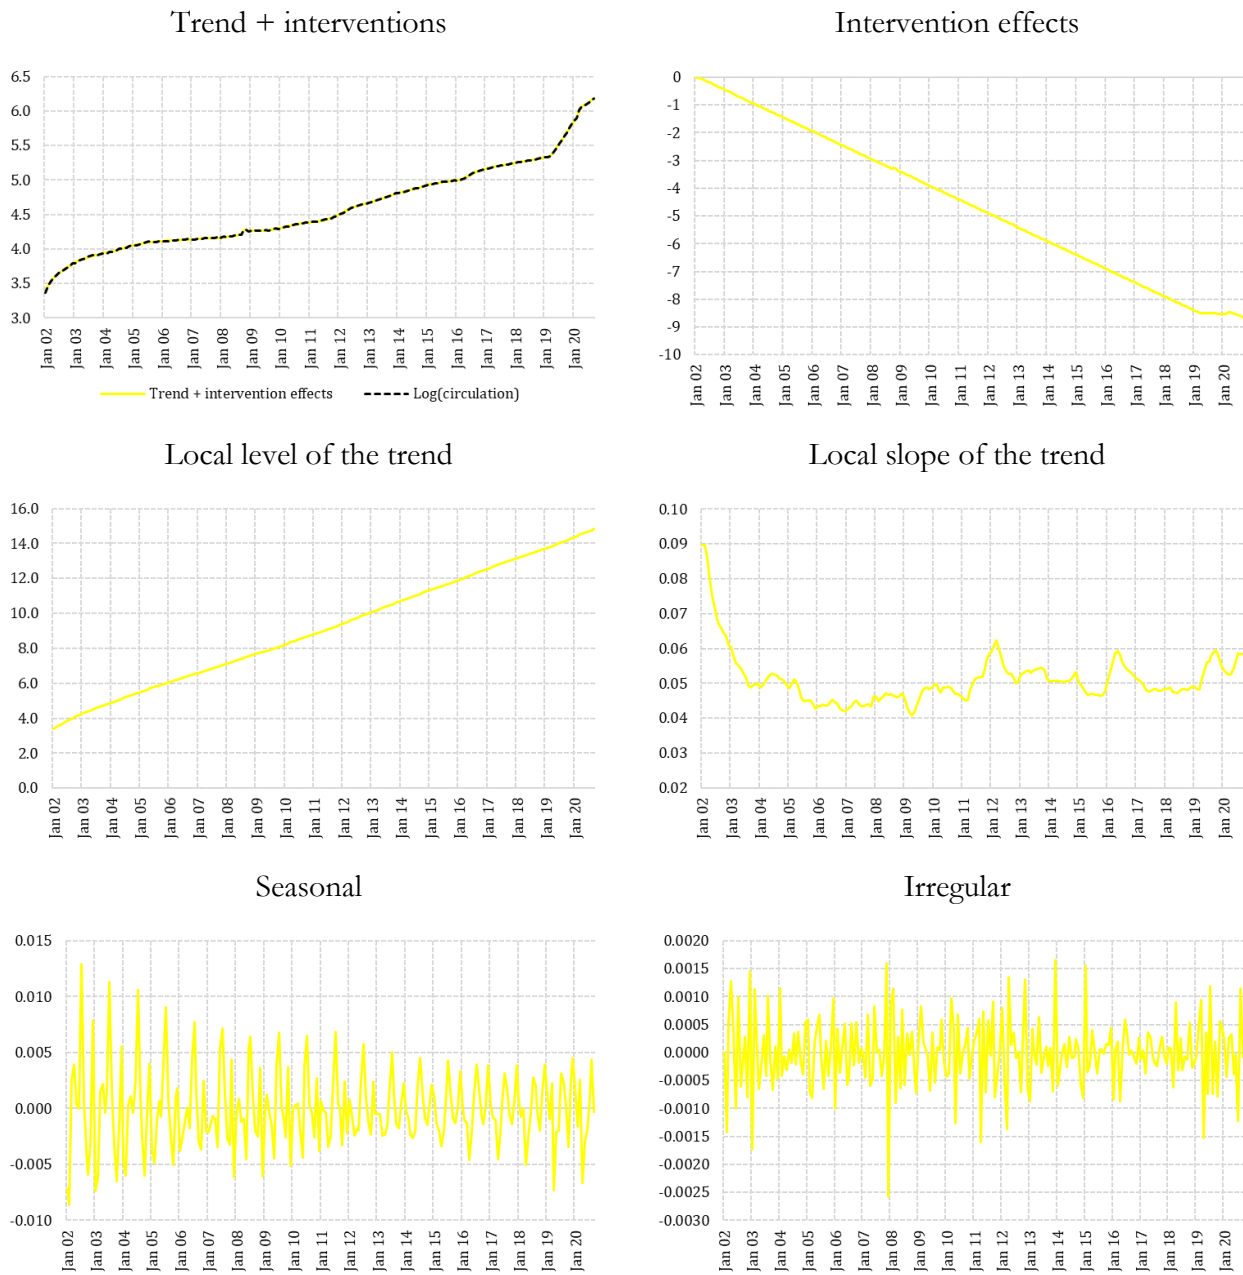 Trend + interventions
6.5
6.0
5.5
5.0
4.5
4.0
3.5
3.0
Jan 02
Jan 03
Jan 04
Jan 05
Jan 06
Jan 07
Jan 08
Jan 09
Jan 10
Jan 11
Jan 12
Jan 13
Jan 14
Jan 15
Jan 16
Jan 17
Jan 18
Jan 19
Jan 20
Trend + intervention effects
Log(circulation)
Intervention effects
0
-1
-2
-3
-4
-5
-6
-7
-8
-9
-10
Jan 02
Jan 03
Jan 04
Jan 05
Jan 06
Jan 07
Jan 08
Jan 09
Jan 10
Jan 11
Jan 12
Jan 13
Jan 14
Jan 15
Jan 16
Jan 17
Jan 18
Jan 19
Jan 20
Local level of the trend
16.0
14.0
12.0
10.0
8.0
6.0
4.0
2.0
0.0
Jan 02
Jan 03
Jan 04
Jan 05
Jan 06
Jan 07
Jan 08
Jan 09
Jan 10
Jan 11
Jan 12
Jan 13
Jan 14
Jan 15
Jan 16
Jan 17
Jan 18
Jan 19
Jan 20
Local slope of the trend
0.10
0.09
0.08
0.07
0.06
0.05
0.04
0.03
0.02
Jan 02
Jan 03
Jan 04
Jan 05
Jan 06
Jan 07
Jan 08
Jan 09
Jan 10
Jan 11
Jan 12
Jan 13
Jan 14
Jan 15
Jan 16
Jan 17
Jan 18
Jan 19
Jan 20
Seasonal
0.015
0.010
0.005
0.000
-0.005
-0.010
Jan 02
Jan 03
Jan 04
Jan 05
Jan 06
Jan 07
Jan 08
Jan 09
Jan 10
Jan 11
Jan 12
Jan 13
Jan 14
Jan 15
Jan 16
Jan 17
Jan 18
Jan 19
Jan 20
Irregular
0.0020
0.0015
0.0010
0.0005
0.0000
-0.0005
-0.0010
-0.0015
-0.0020
-0.0025
-0.0030
Jan 02
Jan 03
Jan 04
Jan 05
Jan 06
Jan 07
Jan 08
Jan 09
Jan 10
Jan 11
Jan 12
Jan 13
Jan 14
Jan 15
Jan 16
Jan 17
Jan 18
Jan 19
Jan 20